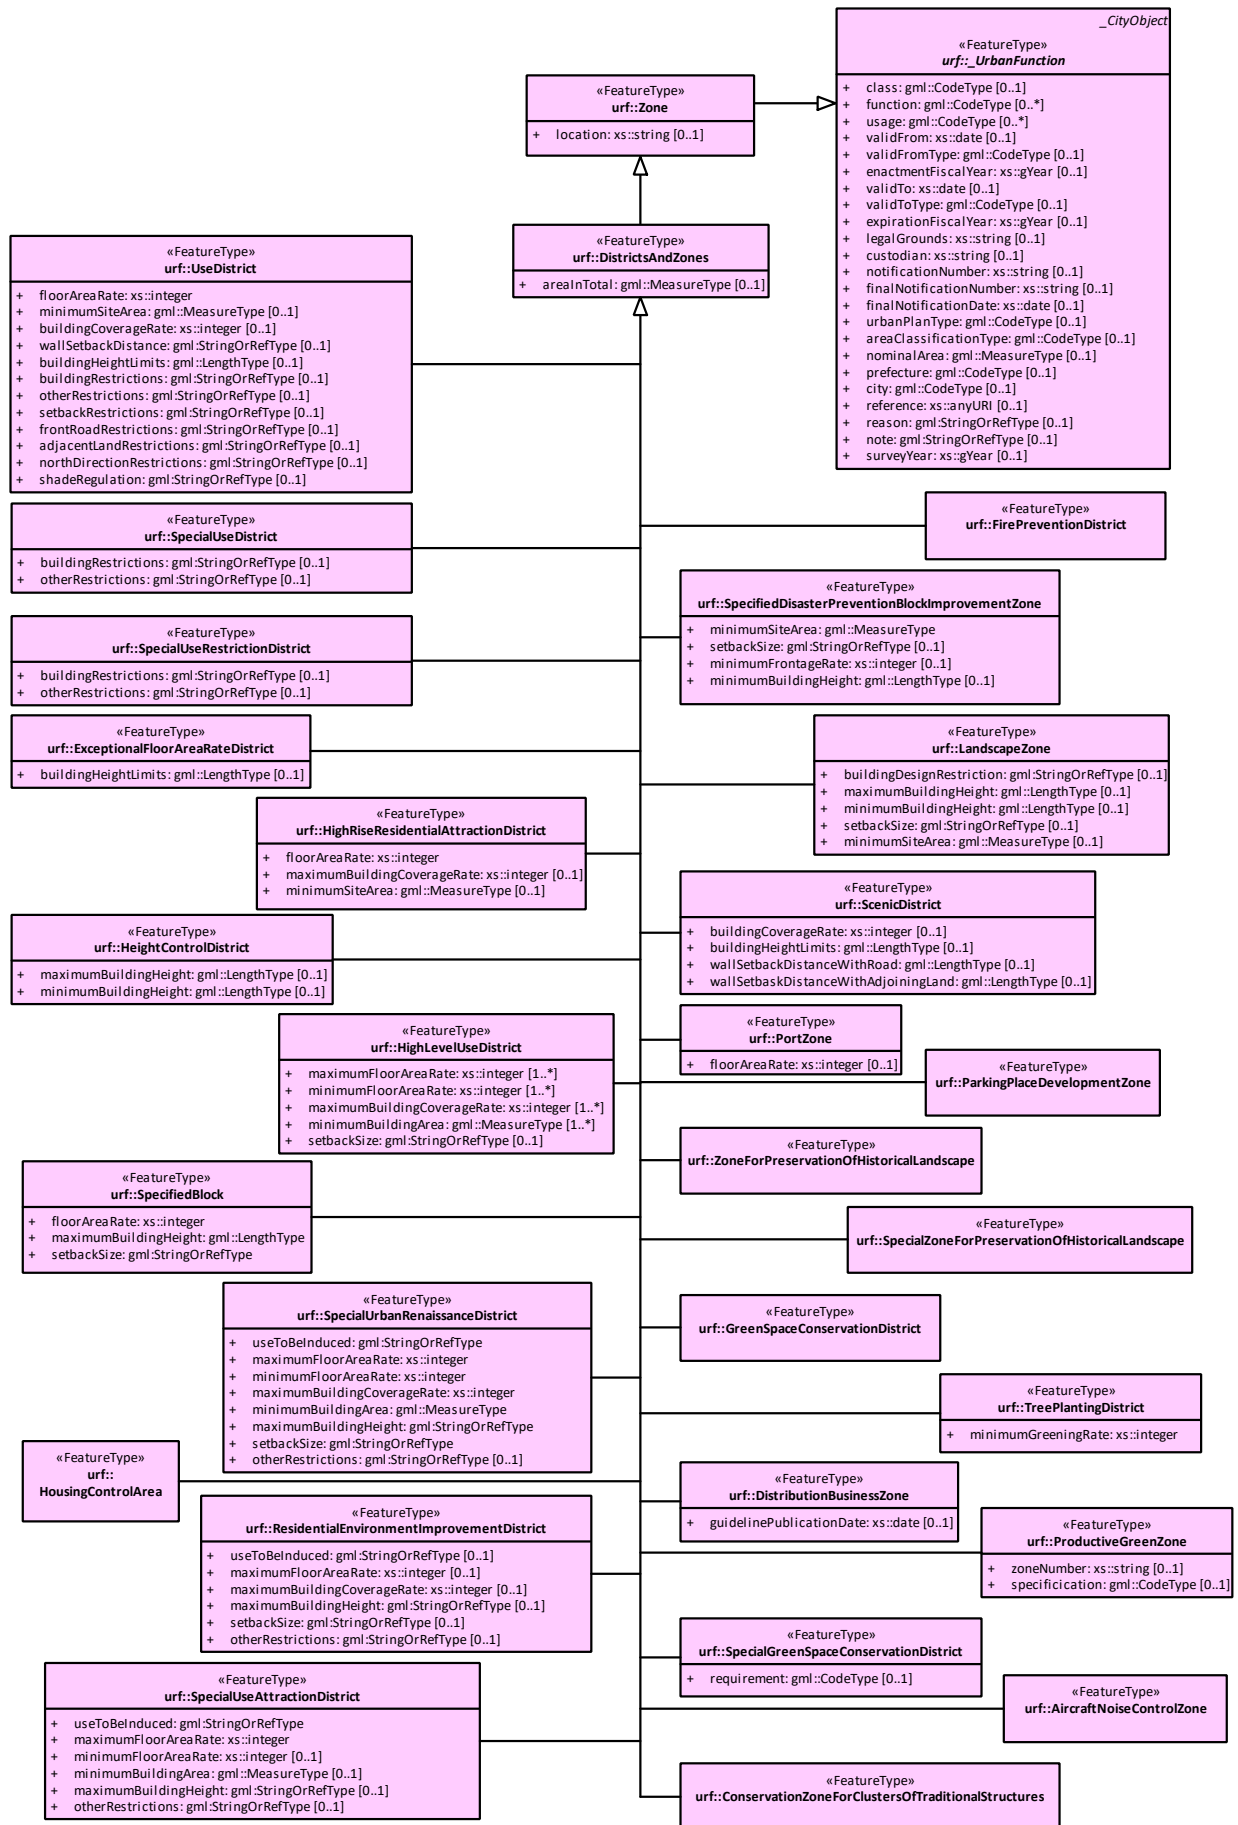 _CityObject
«FeatureType»
urf::_UrbanFunction
+ class: gml::CodeType [0..1]
+ function: gml::CodeType [0..*]
+ usage: gml::CodeType [0..*]
+ validFrom: xs::date [0..1]
+ validFromType: gml::CodeType [0..1]
+ enactmentFiscalYear: xs::gYear [0..1]
+ validTo: xs::date [0..1]
+ validToType: gml::CodeType [0..1]
+ expirationFiscalYear: xs::gYear [0..1]
+ legalGrounds: xs::string [0..1]
+ custodian: xs::string [0..1]
+ notificationNumber: xs::string [0..1]
+ finalNotificationNumber: xs::string [0..1]
+ finalNotificationDate: xs::date [0..1]
+ urbanPlanType: gml::CodeType [0..1]
+ areaClassificationType: gml::CodeType [0..1]
+ nominalArea: gml::MeasureType [0..1]
+ prefecture: gml::CodeType [0..1]
+ city: gml::CodeType [0..1]
+ reference: xs::anyURI [0..1]
+ reason: gml:StringOrRefType [0..1]
+ note: gml:StringOrRefType [0..1]
+ surveyYear: xs::gYear [0..1]
«FeatureType»
urf::Zone
+ location: xs::string [0..1]
«FeatureType»
urf::DistrictsAndZones
+ areaInTotal: gml::MeasureType [0..1]
«FeatureType»
urf::UseDistrict
+ floorAreaRate: xs::integer
+ minimumSiteArea: gml::MeasureType [0..1]
+ buildingCoverageRate: xs::integer [0..1]
+ wallSetbackDistance: gml:StringOrRefType [0..1]
+ buildingHeightLimits: gml::LengthType [0..1]
+ buildingRestrictions: gml:StringOrRefType [0..1]
+ otherRestrictions: gml:StringOrRefType [0..1]
+ setbackRestrictions: gml:StringOrRefType [0..1]
+ frontRoadRestrictions: gml:StringOrRefType [0..1]
+ adjacentLandRestrictions: gml:StringOrRefType [0..1]
+ northDirectionRestrictions: gml:StringOrRefType [0..1]
+ shadeRegulation: gml:StringOrRefType [0..1]
«FeatureType»
urf::SpecialUseDistrict
+ buildingRestrictions: gml:StringOrRefType [0..1]
+ otherRestrictions: gml:StringOrRefType [0..1]
«FeatureType»
urf::FirePreventionDistrict
«FeatureType»
urf::SpecifiedDisasterPreventionBlockImprovementZone
+ minimumSiteArea: gml::MeasureType
+ setbackSize: gml:StringOrRefType [0..1]
+ minimumFrontageRate: xs::integer [0..1]
+ minimumBuildingHeight: gml::LengthType [0..1]
«FeatureType»
urf::SpecialUseRestrictionDistrict
+ buildingRestrictions: gml:StringOrRefType [0..1]
+ otherRestrictions: gml:StringOrRefType [0..1]
«FeatureType»
urf::ExceptionalFloorAreaRateDistrict
+ buildingHeightLimits: gml::LengthType [0..1]
«FeatureType»
urf::LandscapeZone
+ buildingDesignRestriction: gml:StringOrRefType [0..1]
+ maximumBuildingHeight: gml::LengthType [0..1]
+ minimumBuildingHeight: gml::LengthType [0..1]
+ setbackSize: gml:StringOrRefType [0..1]
+ minimumSiteArea: gml::MeasureType [0..1]
«FeatureType»
urf::HighRiseResidentialAttractionDistrict
+ floorAreaRate: xs::integer
+ maximumBuildingCoverageRate: xs::integer [0..1]
+ minimumSiteArea: gml::MeasureType [0..1]
«FeatureType»
urf::ScenicDistrict
+ buildingCoverageRate: xs::integer [0..1]
+ buildingHeightLimits: gml::LengthType [0..1]
+ wallSetbackDistanceWithRoad: gml::LengthType [0..1]
+ wallSetbaskDistanceWithAdjoiningLand: gml::LengthType [0..1]
«FeatureType»
urf::HeightControlDistrict
+ maximumBuildingHeight: gml::LengthType [0..1]
+ minimumBuildingHeight: gml::LengthType [0..1]
«FeatureType»
urf::PortZone
+ floorAreaRate: xs::integer [0..1]
«FeatureType»
urf::HighLevelUseDistrict
+ maximumFloorAreaRate: xs::integer [1..*]
+ minimumFloorAreaRate: xs::integer [1..*]
+ maximumBuildingCoverageRate: xs::integer [1..*]
+ minimumBuildingArea: gml::MeasureType [1..*]
+ setbackSize: gml:StringOrRefType [0..1]
«FeatureType»
urf::ParkingPlaceDevelopmentZone
«FeatureType»
urf::ZoneForPreservationOfHistoricalLandscape
«FeatureType»
urf::SpecifiedBlock
+ floorAreaRate: xs::integer
+ maximumBuildingHeight: gml::LengthType
+ setbackSize: gml:StringOrRefType
«FeatureType»
urf::SpecialZoneForPreservationOfHistoricalLandscape
«FeatureType»
urf::SpecialUrbanRenaissanceDistrict
+ useToBeInduced: gml:StringOrRefType
+ maximumFloorAreaRate: xs::integer
+ minimumFloorAreaRate: xs::integer
+ maximumBuildingCoverageRate: xs::integer
+ minimumBuildingArea: gml::MeasureType
+ maximumBuildingHeight: gml:StringOrRefType
+ setbackSize: gml:StringOrRefType
+ otherRestrictions: gml:StringOrRefType [0..1]
«FeatureType»
urf::GreenSpaceConservationDistrict
«FeatureType»
urf::TreePlantingDistrict
+ minimumGreeningRate: xs::integer
«FeatureType»
urf::
HousingControlArea
«FeatureType»
urf::DistributionBusinessZone
+ guidelinePublicationDate: xs::date [0..1]
«FeatureType»
urf::ResidentialEnvironmentImprovementDistrict
+ useToBeInduced: gml:StringOrRefType [0..1]
+ maximumFloorAreaRate: xs::integer [0..1]
+ maximumBuildingCoverageRate: xs::integer [0..1]
+ maximumBuildingHeight: gml:StringOrRefType [0..1]
+ setbackSize: gml:StringOrRefType [0..1]
+ otherRestrictions: gml:StringOrRefType [0..1]
«FeatureType»
urf::ProductiveGreenZone
+ zoneNumber: xs::string [0..1]
+ specificication: gml::CodeType [0..1]
«FeatureType»
urf::SpecialGreenSpaceConservationDistrict
+ requirement: gml::CodeType [0..1]
«FeatureType»
urf::SpecialUseAttractionDistrict
+ useToBeInduced: gml:StringOrRefType
+ maximumFloorAreaRate: xs::integer
+ minimumFloorAreaRate: xs::integer [0..1]
+ minimumBuildingArea: gml::MeasureType [0..1]
+ maximumBuildingHeight: gml:StringOrRefType [0..1]
+ otherRestrictions: gml:StringOrRefType [0..1]
«FeatureType»
urf::AircraftNoiseControlZone
«FeatureType»
urf::ConservationZoneForClustersOfTraditionalStructures